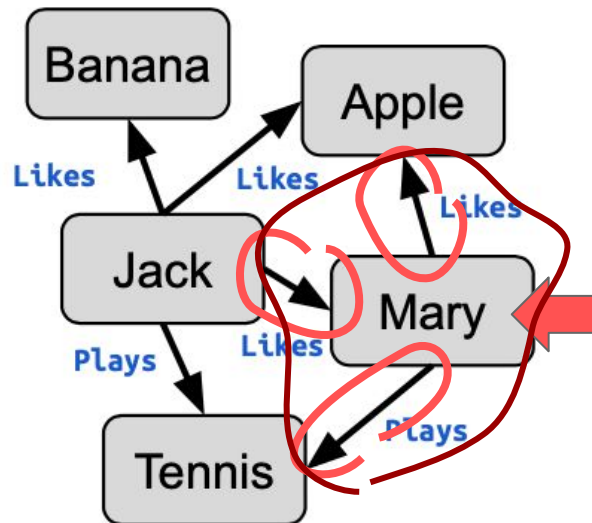 Banana
Apple
Likes
Likes
Likes
Jack
Mary
Likes
Plays
Plays
Tennis